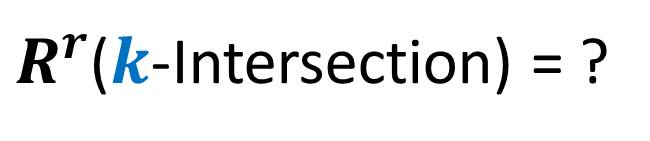 R^r(k-Intersection) = ?